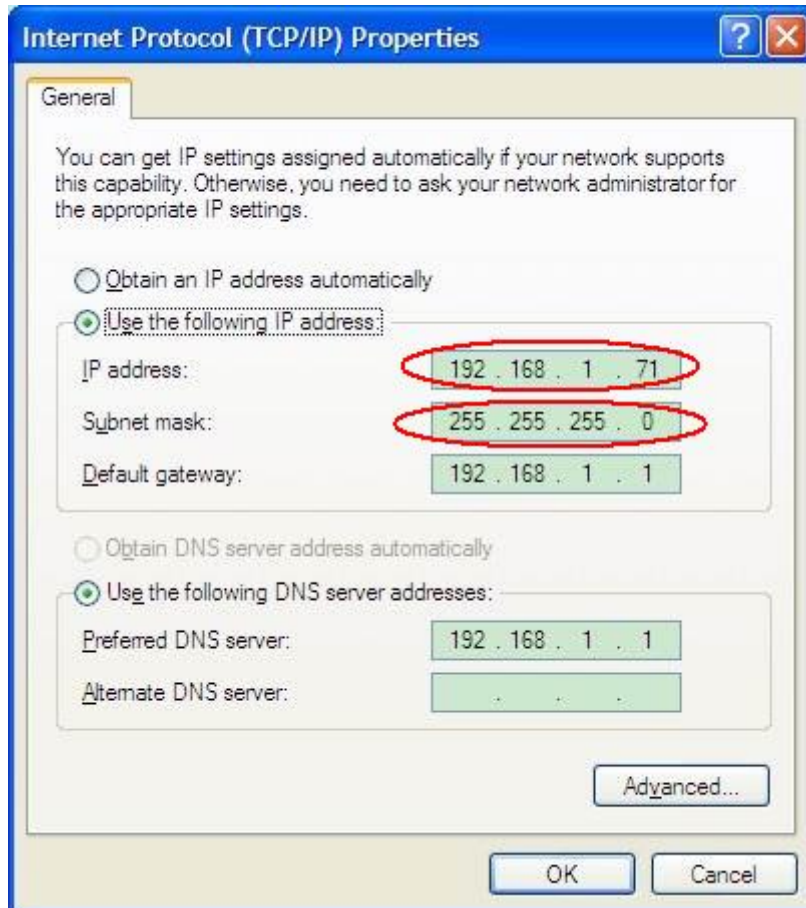 Internet Protocol (TCP/IP) Properties
General
You can get IP settings assigned automatically if your network supports
this capability. Otherwise, you need to ask your network administrator for
the appropriate IP settings.
Obtain an IP address automatically
Use the following IP address:
IP address: 192 . 168 . 1 . 71
Subnet mask: 255 . 255 . 255 . 0
Default gateway: 192 . 168 . 1 . 1
Obtain DNS server address automatically
Use the following DNS server addresses:
Preferred DNS server: 192 . 168 . 1 . 1
Alternate DNS server: . . .
Advanced...
OK Cancel